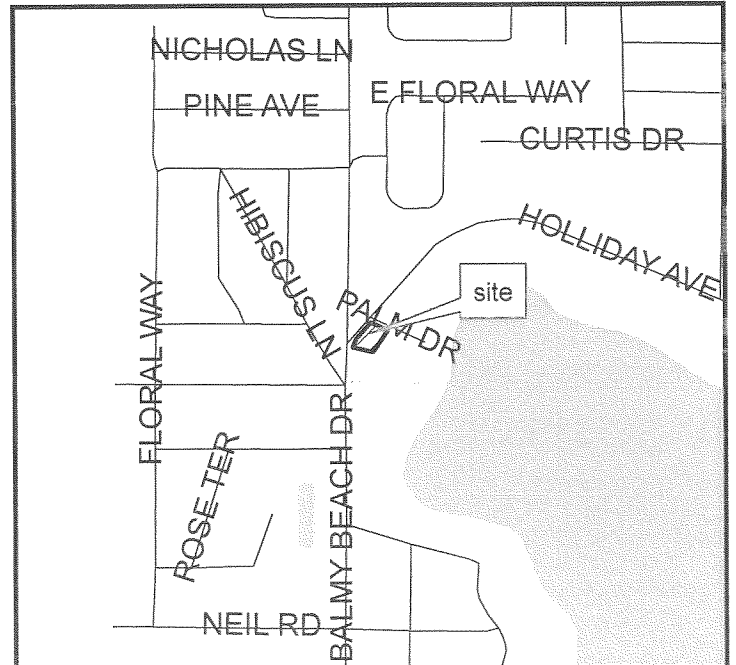 NICHOLAS LN
PINE AVE
E FLORAL WAY
CURTIS DR
HIBISCUS LN
HOLLIDAY AVE
site
PALM DR
FLORAL WAY
BALMY BEACH DR
ROSE TER
NEIL RD